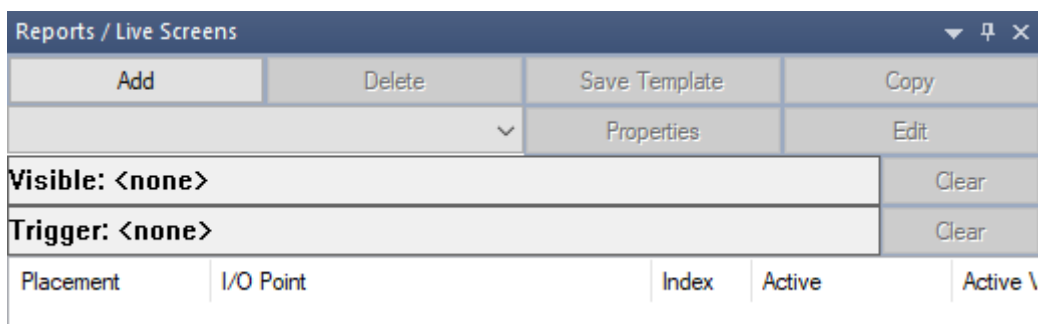 Reports / Live Screens
Add Delete Save Template Copy
Properties Edit
Visible: <none> Clear
Trigger: <none> Clear
Placement I/O Point Index Active Active